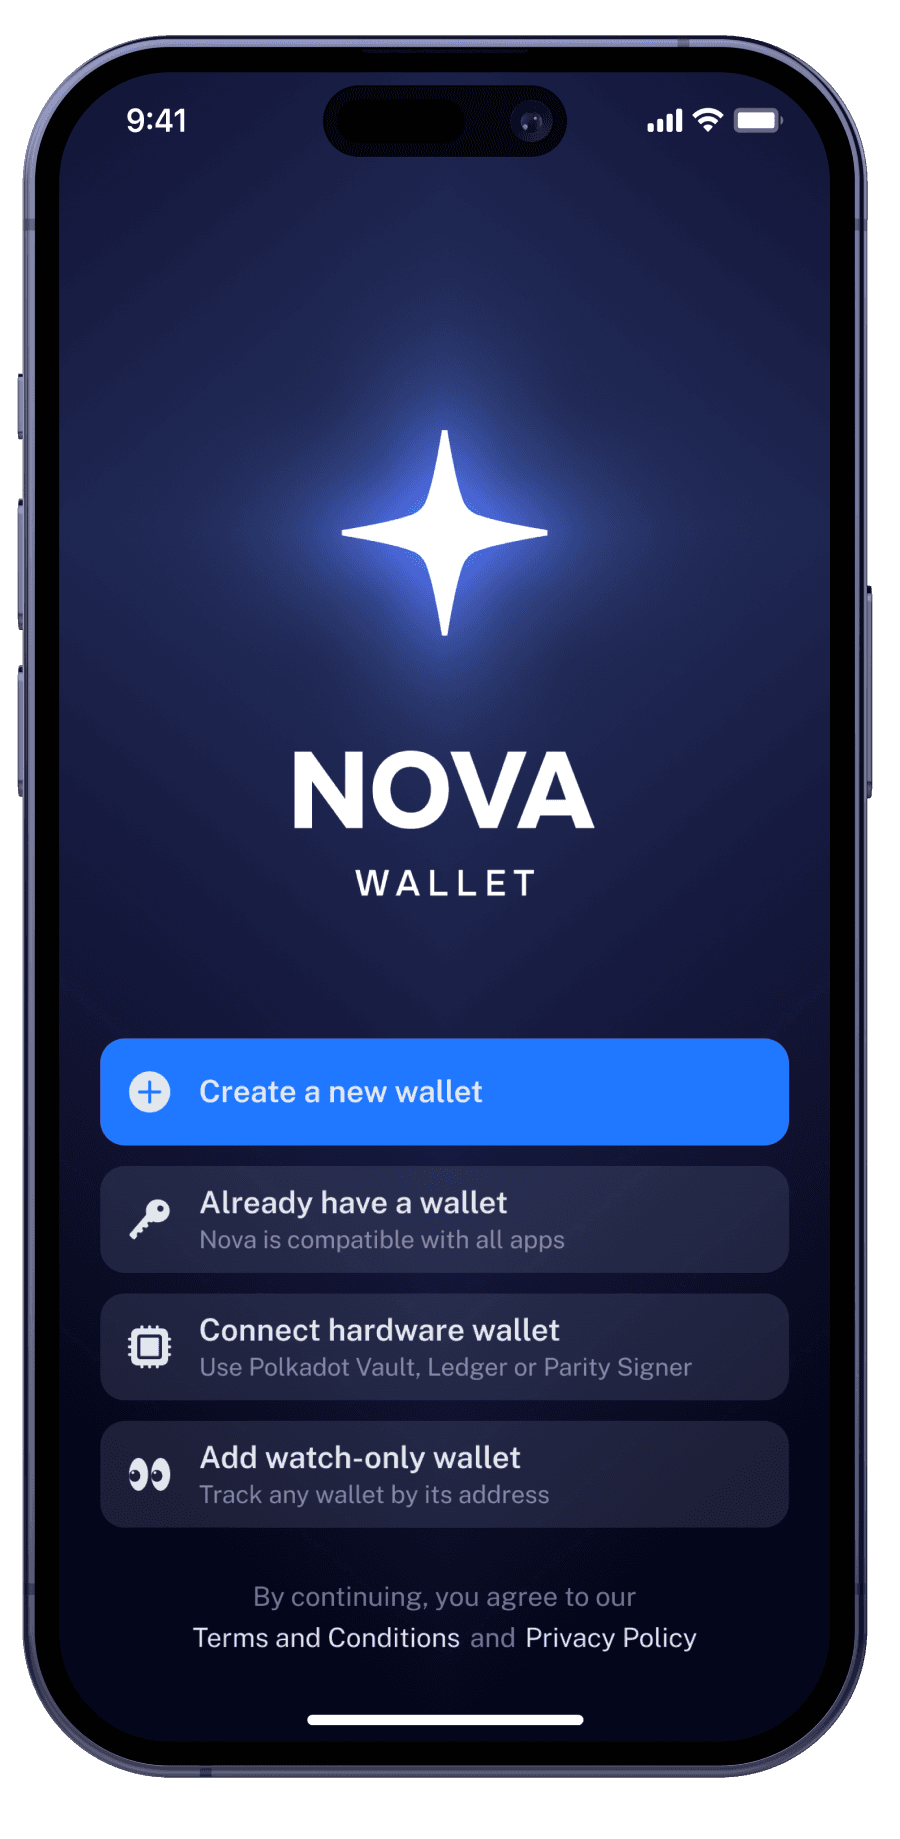 9:41
NOVA
WALLET
Create a new wallet
Already have a wallet
Nova is compatible with all apps
Connect hardware wallet
Use Polkadot Vault, Ledger or Parity Signer
Add watch-only wallet
Track any wallet by its address
By continuing, you agree to our
Terms and Conditions and Privacy Policy